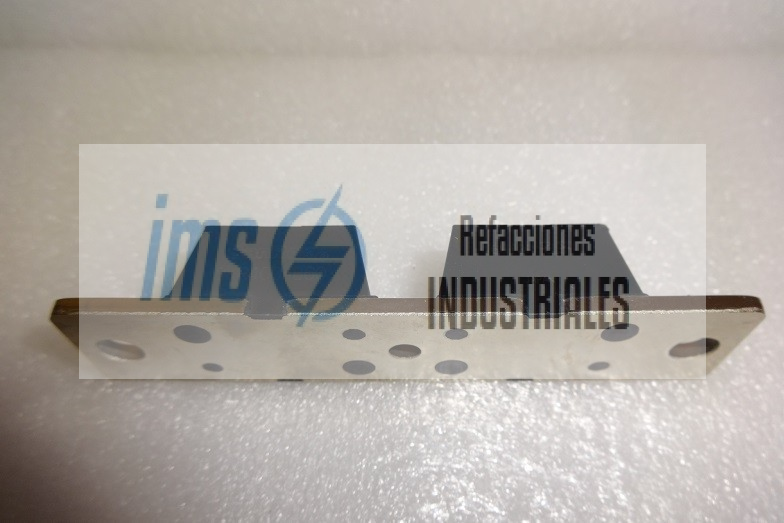 ims
Refacciones
INDUSTRIALES